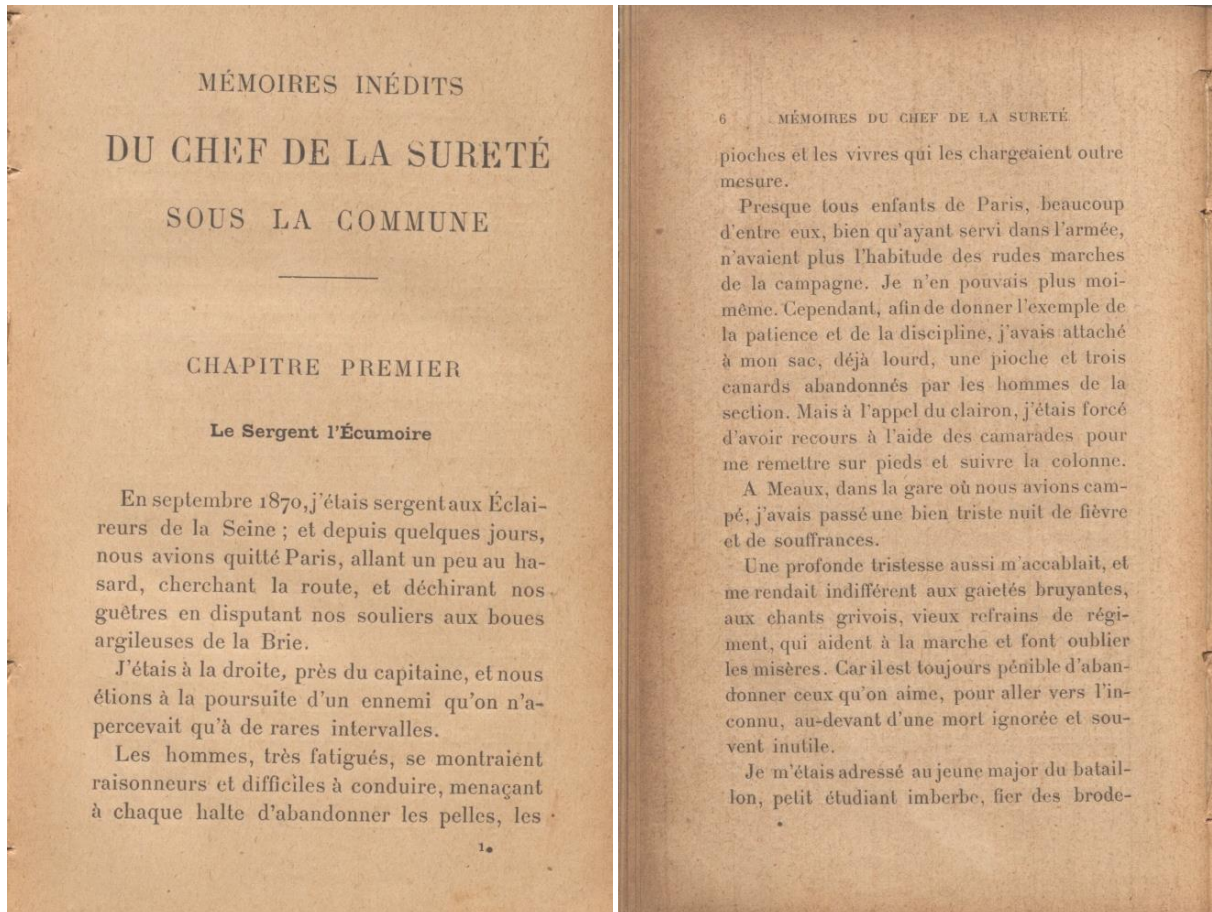 MÉMOIRES INÉDITS
DU CHEF DE LA SURETÉ
SOUS LA COMMUNE
CHAPITRE PREMIER
Le Sergent l'Écumoire
En septembre 1870, j'étais sergent aux Éclai-
reurs de la Seine ; et depuis quelques jours,
nous avions quitté Paris, allant un peu au ha-
sard, cherchant la route, et déchirant nos
guêtres en disputant nos souliers aux boues
argileuses de la Brie.
J'étais à la droite, près du capitaine, et nous
étions à la poursuite d'un ennemi qu'on n'a-
percevait qu'à de rares intervalles.
Les hommes, très fatigués, se montraient
raisonneurs et difficiles à conduire, menaçant
à chaque halte d'abandonner les pelles, les
1.
6 MÉMOIRES DU CHEF DE LA SURETÉ
pioches et les vivres qui les chargeaient outre
mesure.
Presque tous enfants de Paris, beaucoup
d'entre eux, bien qu'ayant servi dans l'armée,
n'avaient plus l'habitude des rudes marches
de la campagne. Je n'en pouvais plus moi-
même. Cependant, afin de donner l'exemple de
la patience et de la discipline, j'avais attaché
à mon sac, déjà lourd, une pioche et trois
canards abandonnés par les hommes de la
section. Mais à l'appel du clairon, j'étais forcé
d'avoir recours à l'aide des camarades pour
me remettre sur pieds et suivre la colonne.
A Meaux, dans la gare où nous avions cam-
pé, j'avais passé une bien triste nuit de fièvre
et de souffrances.
Une profonde tristesse aussi m'accablait, et
me rendait indifférent aux gaietés bruyantes,
aux chants grivois, vieux refrains de régi-
ment, qui aident à la marche et font oublier
les misères. Car il est toujours pénible d'aban-
donner ceux qu'on aime, pour aller vers l'in-
connu, au-devant d'une mort ignorée et sou-
vent inutile.
Je m'étais adressé au jeune major du batail-
lon, petit étudiant imberbe, fier des brode-